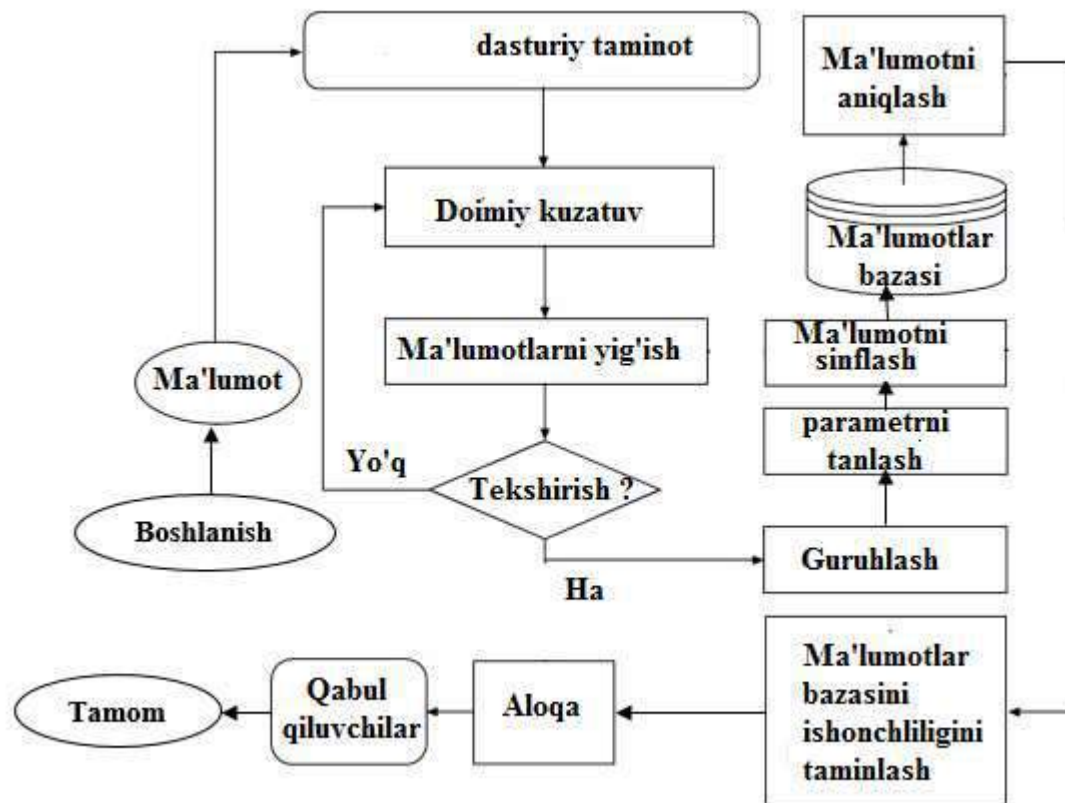 dasturiy taminot
Doimiy kuzatuv
Ma'lumotlarni yig'ish
Tekshirish ?
Yo'q
Ha
Ma'lumot
Boshlanish
Ma'lumotni
aniqlash
Ma'lumotlar
bazasi
Ma'lumotni
sinflash
parametrni
tanlash
Guruhlash
Ma'lumotlar
bazasini
ishonchliligini
taminlash
Aloqa
Qabul
qiluvchilar
Tamom